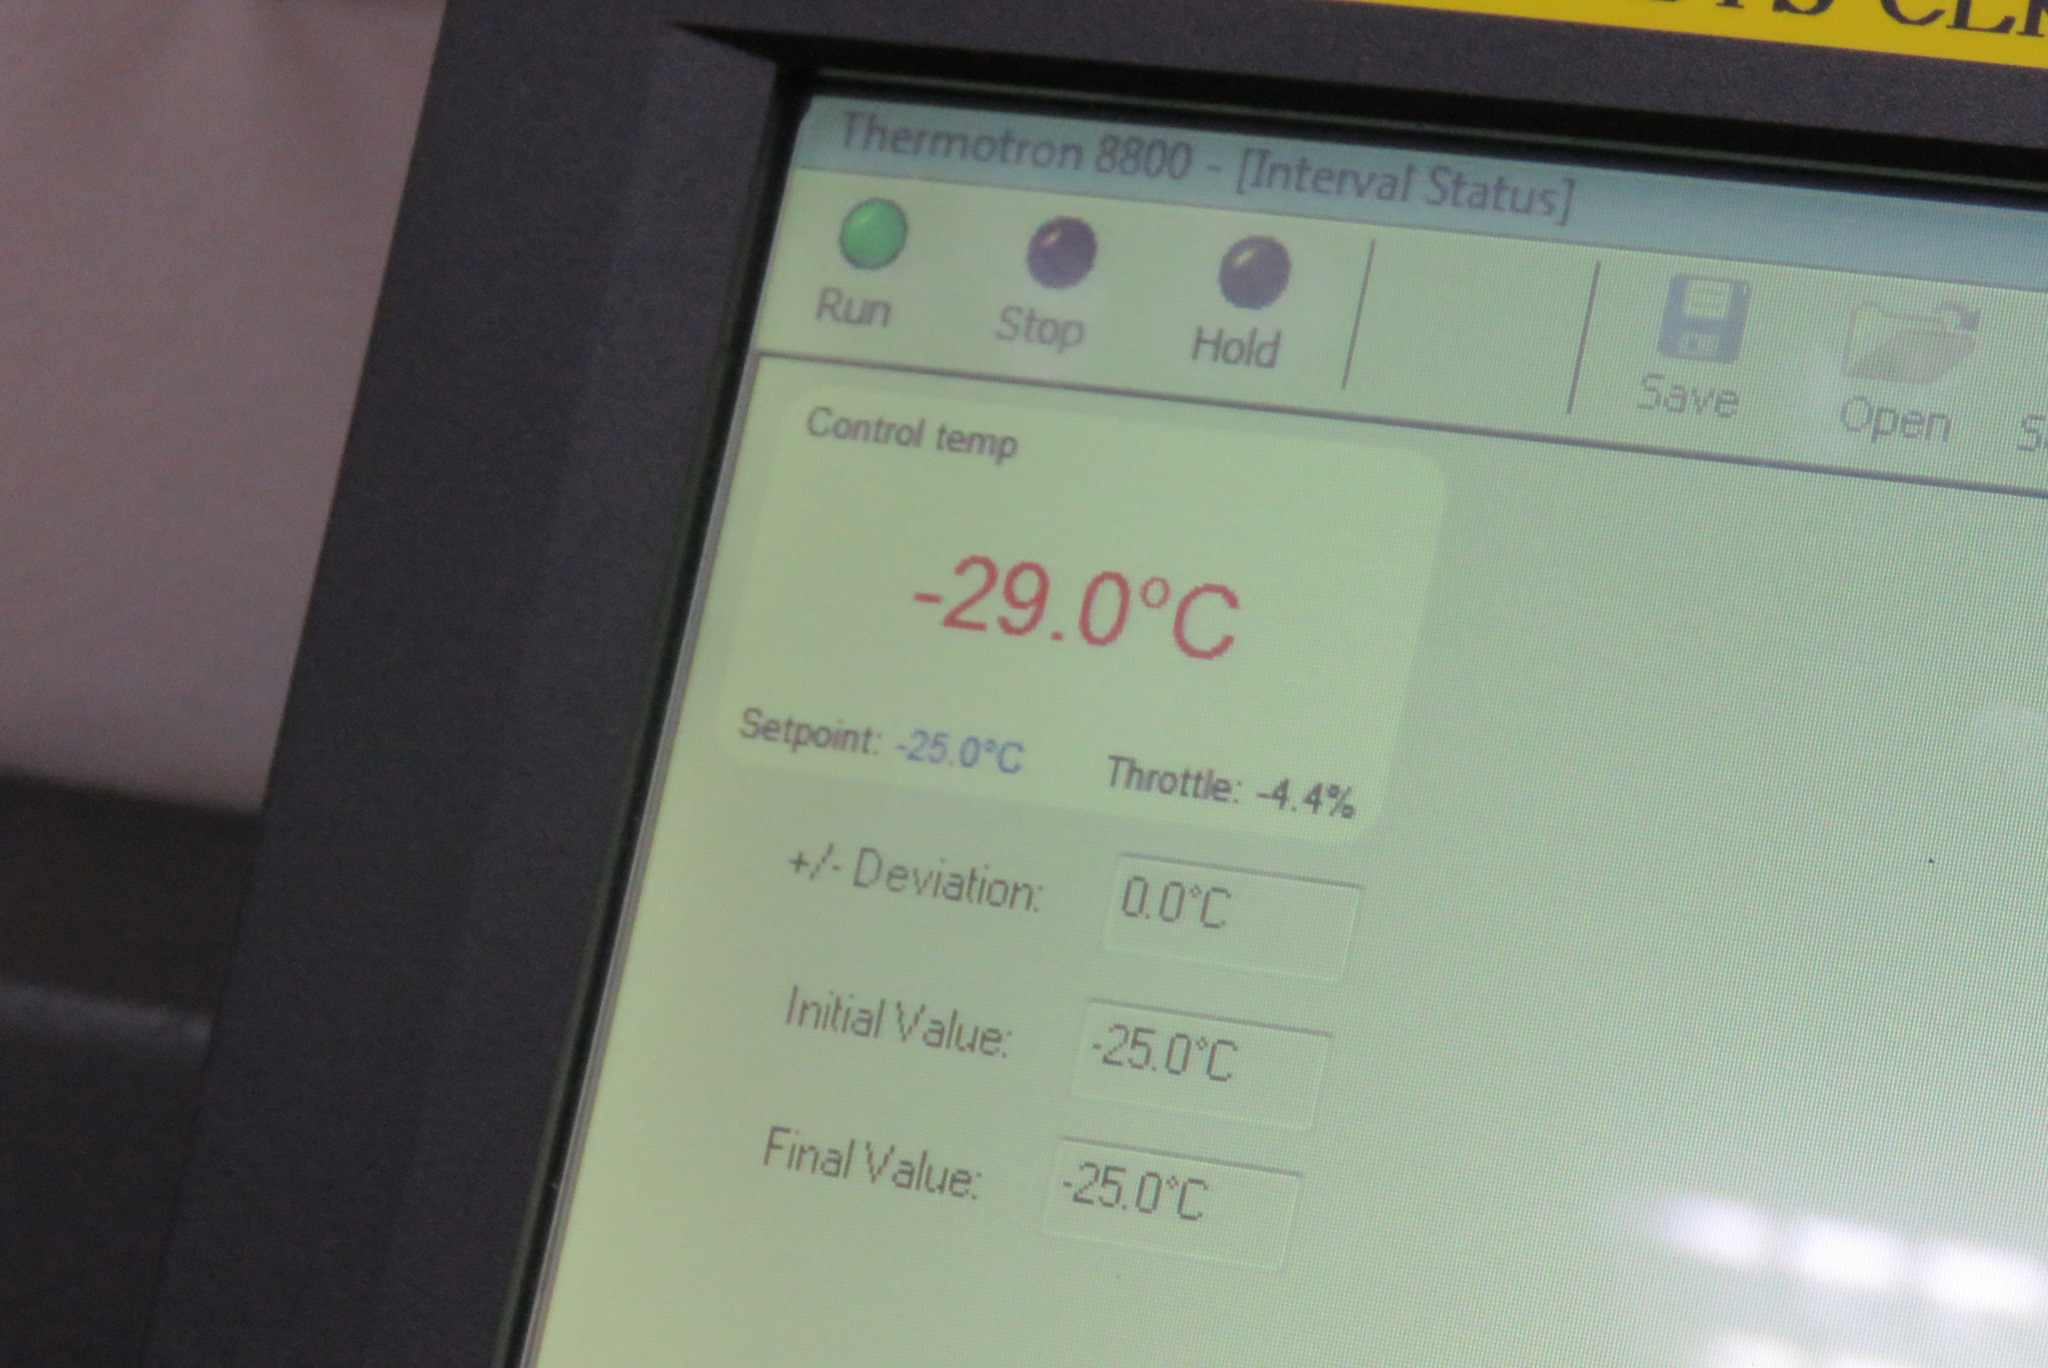 Thermotron 8800 - [Interval Status]
Run Stop Hold Save Open
Control temp
-29.0°C
Setpoint: -25.0°C Throttle: -4.4%
+/- Deviation: 0.0°C
Initial Value: -25.0°C
Final Value: -25.0°C